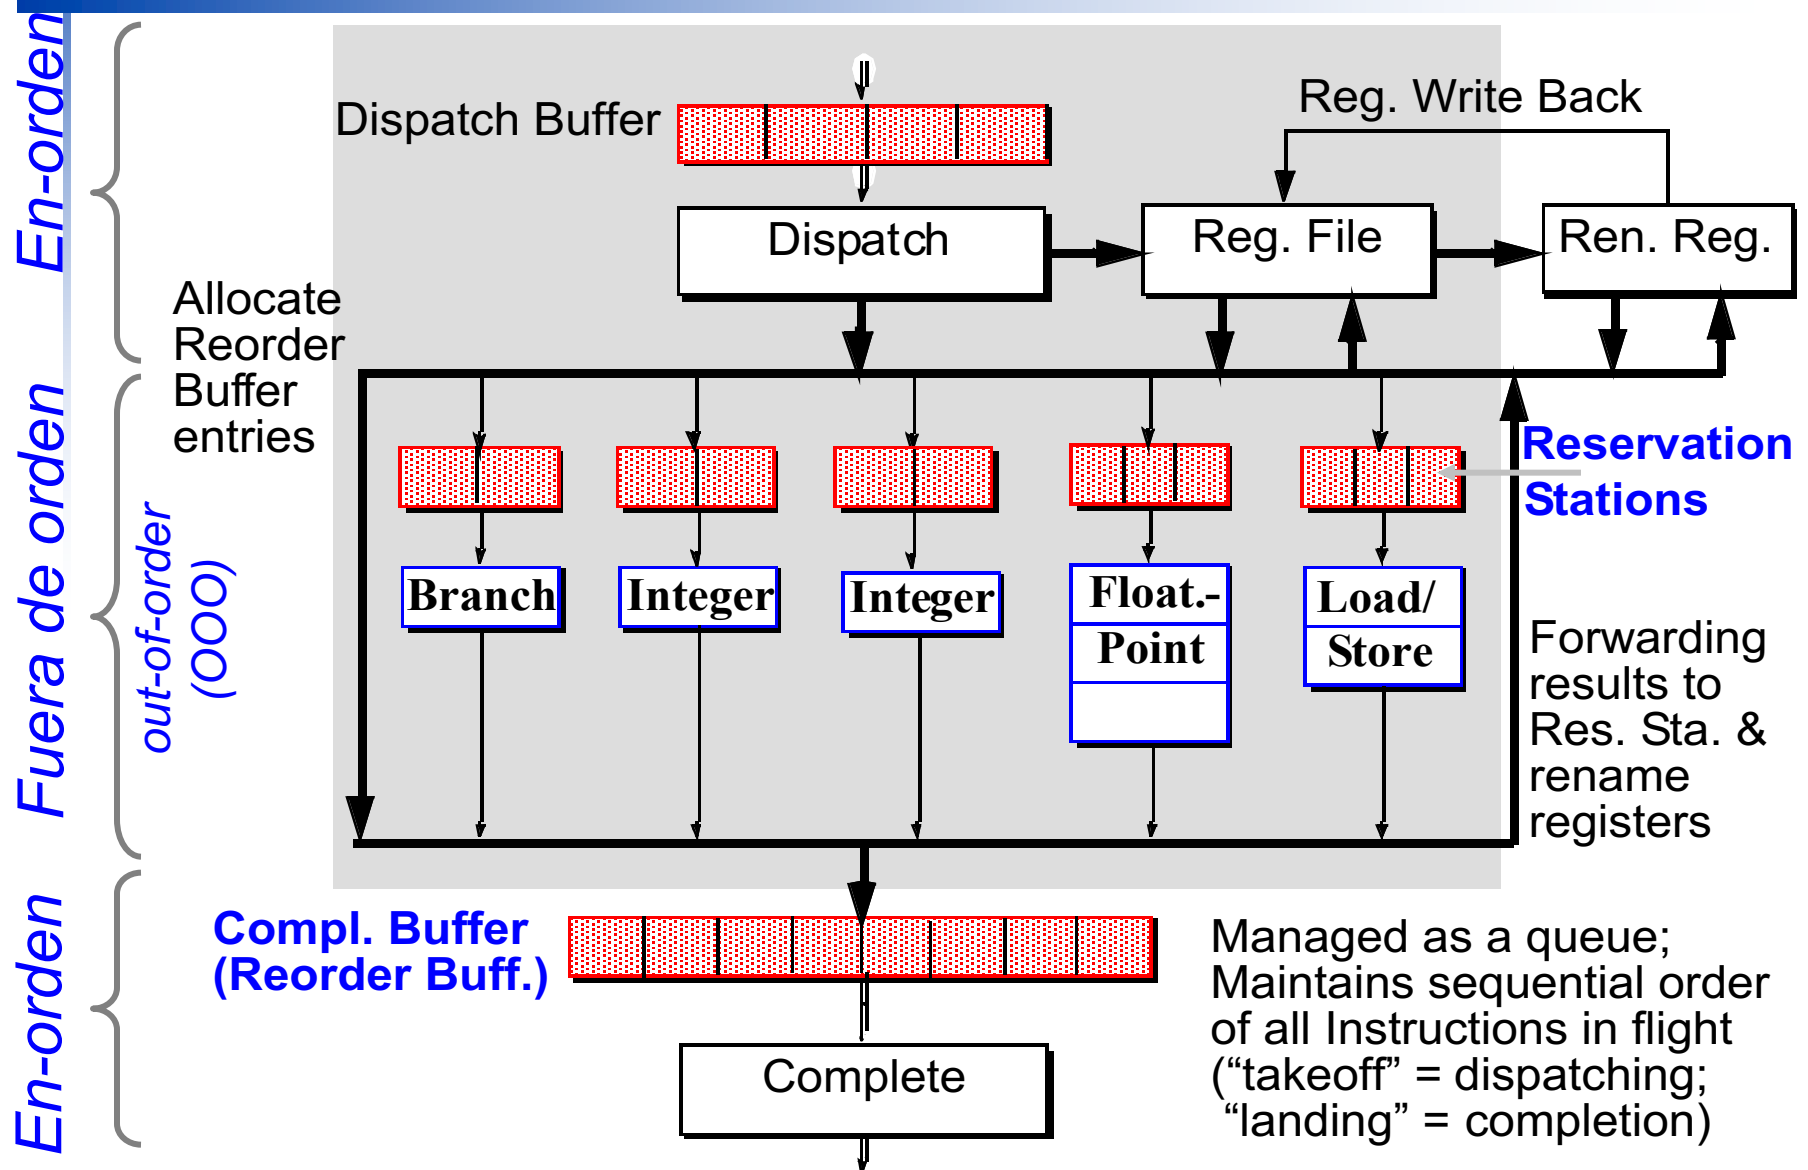 En-orden
Dispatch Buffer
Reg. Write Back
Dispatch
Reg. File
Ren. Reg.
Allocate
Reorder
Buffer
entries
Fuera de orden
out-of-order
(OOO)
Reservation
Stations
Branch
Integer
Integer
Float.-
Point
Load/
Store
Forwarding
results to
Res. Sta. &
rename
registers
En-orden
Compl. Buffer
(Reorder Buff.)
Complete
Managed as a queue;
Maintains sequential order
of all Instructions in flight
(“takeoff” = dispatching;
“landing” = completion)